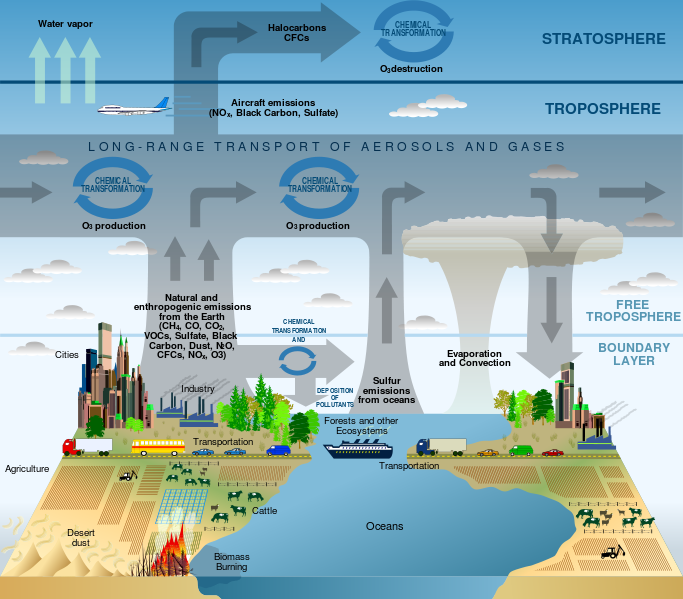 Water vapor
Halocarbons
CFCs
CHEMICAL
TRANSFORMATION
O3 destruction
STRATOSPHERE
Aircraft emissions
(NOx, Black Carbon, Sulfate)
TROPOSPHERE
LONG-RANGE TRANSPORT OF AEROSOLS AND GASES
CHEMICAL
TRANSFORMATION
O3 production
CHEMICAL
TRANSFORMATION
O3 production
Natural and
enthropogenic emissions
from the Earth
(CH4, CO, CO2,
VOCs, Sulfate, Black
Carbon, Dust, N2O,
CFCs, NOx, O3)
FREE
TROPOSPHERE
CHEMICAL
TRANSFORMATION
AND
DEPOSITION
OF
POLLUTANTS
BOUNDARY
LAYER
Cities
Evaporation
and Convection
Industry
Sulfur
emissions
from oceans
Forests and other
Ecosystems
Transportation
Transportation
Agriculture
Cattle
Oceans
Desert
dust
Biomass
Burning